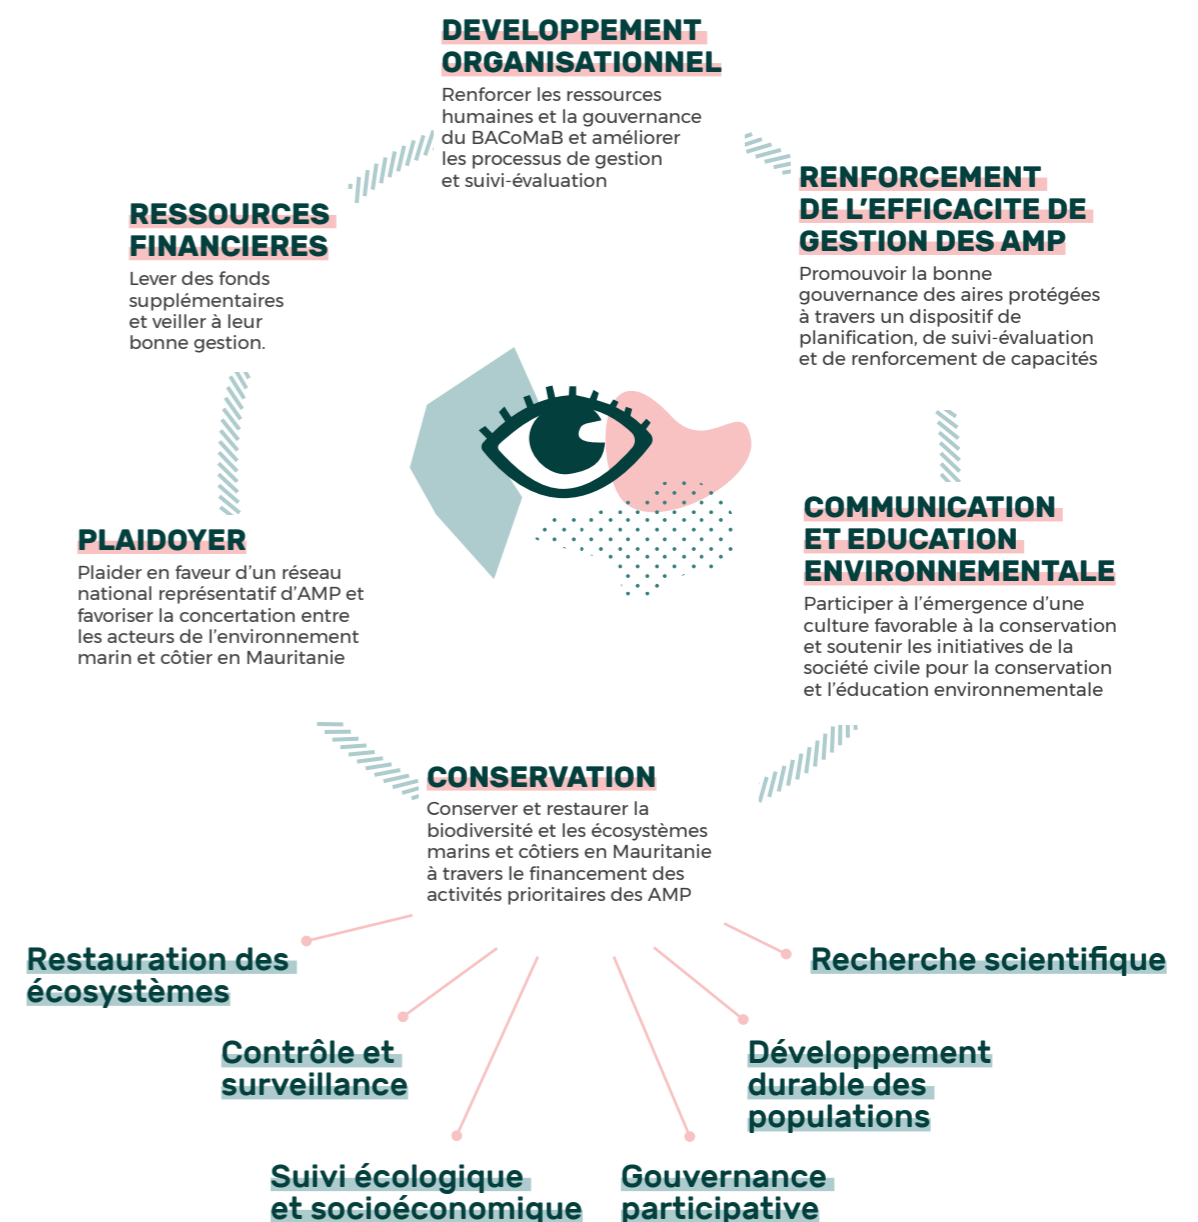 DEVELOPPEMENT
ORGANISATIONNEL
Renforcer les ressources
humaines et la gouvernance
du BACoMaB et améliorer
les processus de gestion
et suivi-évaluation
RENFORCEMENT
DE L’EFFICACITE DE
GESTION DES AMP
Promouvoir la bonne
gouvernance des aires protégées
à travers un dispositif de
planification, de suivi-évaluation
et de renforcement de capacités
RESSOURCES
FINANCIERES
Lever des fonds
supplémentaires
et veiller à leur
bonne gestion.
COMMUNICATION
ET EDUCATION
ENVIRONNEMENTALE
Participer à l’émergence d’une
culture favorable à la conservation
et soutenir les initiatives de la
société civile pour la conservation
et l’éducation environnementale
PLAIDOYER
Plaider en faveur d’un réseau
national représentatif d’AMP et
favoriser la concertation entre
les acteurs de l’environnement
marin et côtier en Mauritanie
CONSERVATION
Conserver et restaurer la
biodiversité et les écosystèmes
marins et côtiers en Mauritanie
à travers le financement des
activités prioritaires des AMP
Restauration des
écosystèmes
Contrôle et
surveillance
Suivi écologique
et socioéconomique
Gouvernance
participative
Développement
durable des
populations
Recherche scientifique